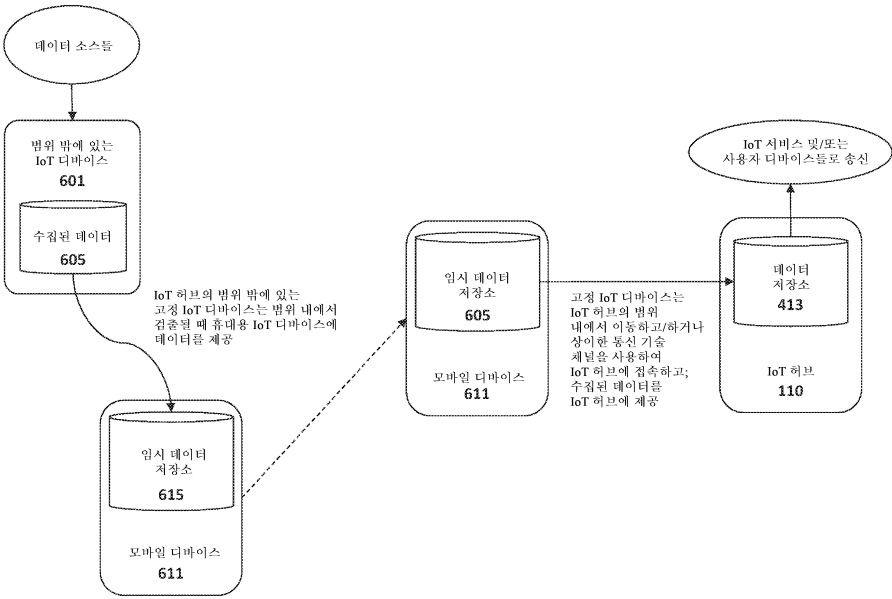 데이터 소스들
범위 밖에 있는
IoT 디바이스
601
수집된 데이터
605
IoT 허브의 범위 밖에 있는
고정 IoT 디바이스는 범위 내에서
검출될 때 휴대용 IoT 디바이스에
데이터를 제공
임시 데이터
저장소
615
모바일 디바이스
611
임시 데이터
저장소
605
모바일 디바이스
611
고정 IoT 디바이스는
IoT 허브의 범위
내에서 이동하고/하거나
상이한 통신 기술
채널을 사용하여
IoT 허브에 접속하고;
수집된 데이터를
IoT 허브에 제공
IoT 서비스 및/또는
사용자 디바이스들로 송신
데이터
저장소
413
IoT 허브
110